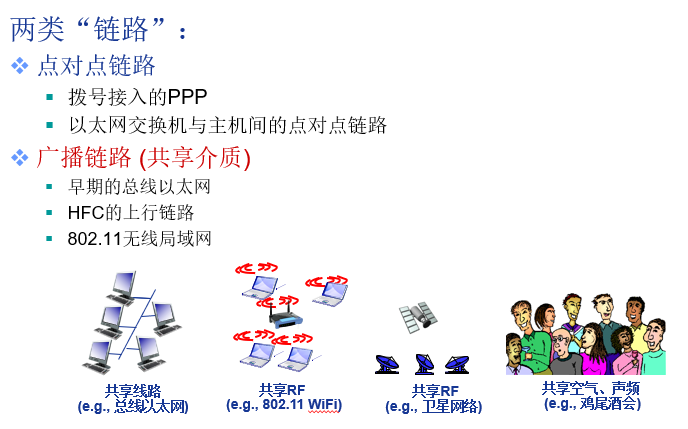 两类“链路”：
点对点链路
拨号接入的PPP
以太网交换机与主机间的点对点链路
广播链路 (共享介质)
早期的总线以太网
HFC的上行链路
802.11无线局域网
共享线路
(e.g., 总线以太网)
共享RF
(e.g., 802.11 WiFi)
共享RF
(e.g., 卫星网络)
共享空气、声频
(e.g., 鸡尾酒会)